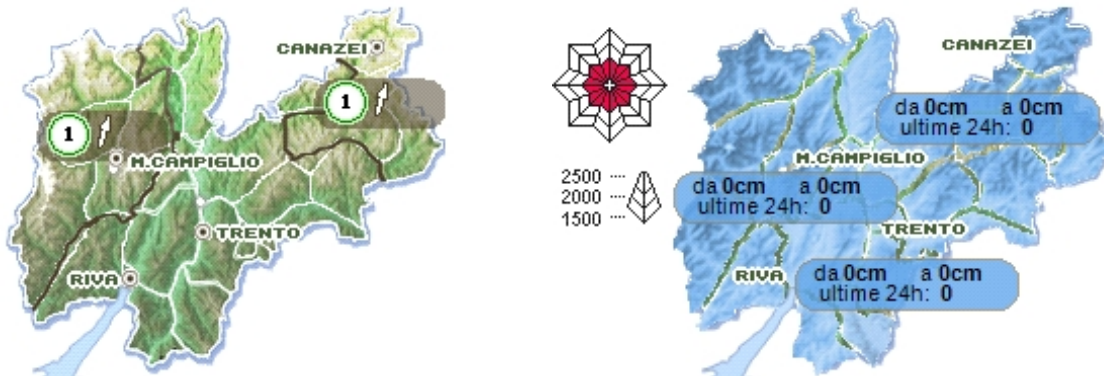 CANAZEI
1
1
M.CAMPIGLIO
TRENTO
RIVA
2500
2000
1500
CANAZEI
da 0cm a 0cm
ultime 24h: 0
M.CAMPIGLIO
da 0cm a 0cm
ultime 24h: 0
TRENTO
RIVA
da 0cm a 0cm
ultime 24h: 0